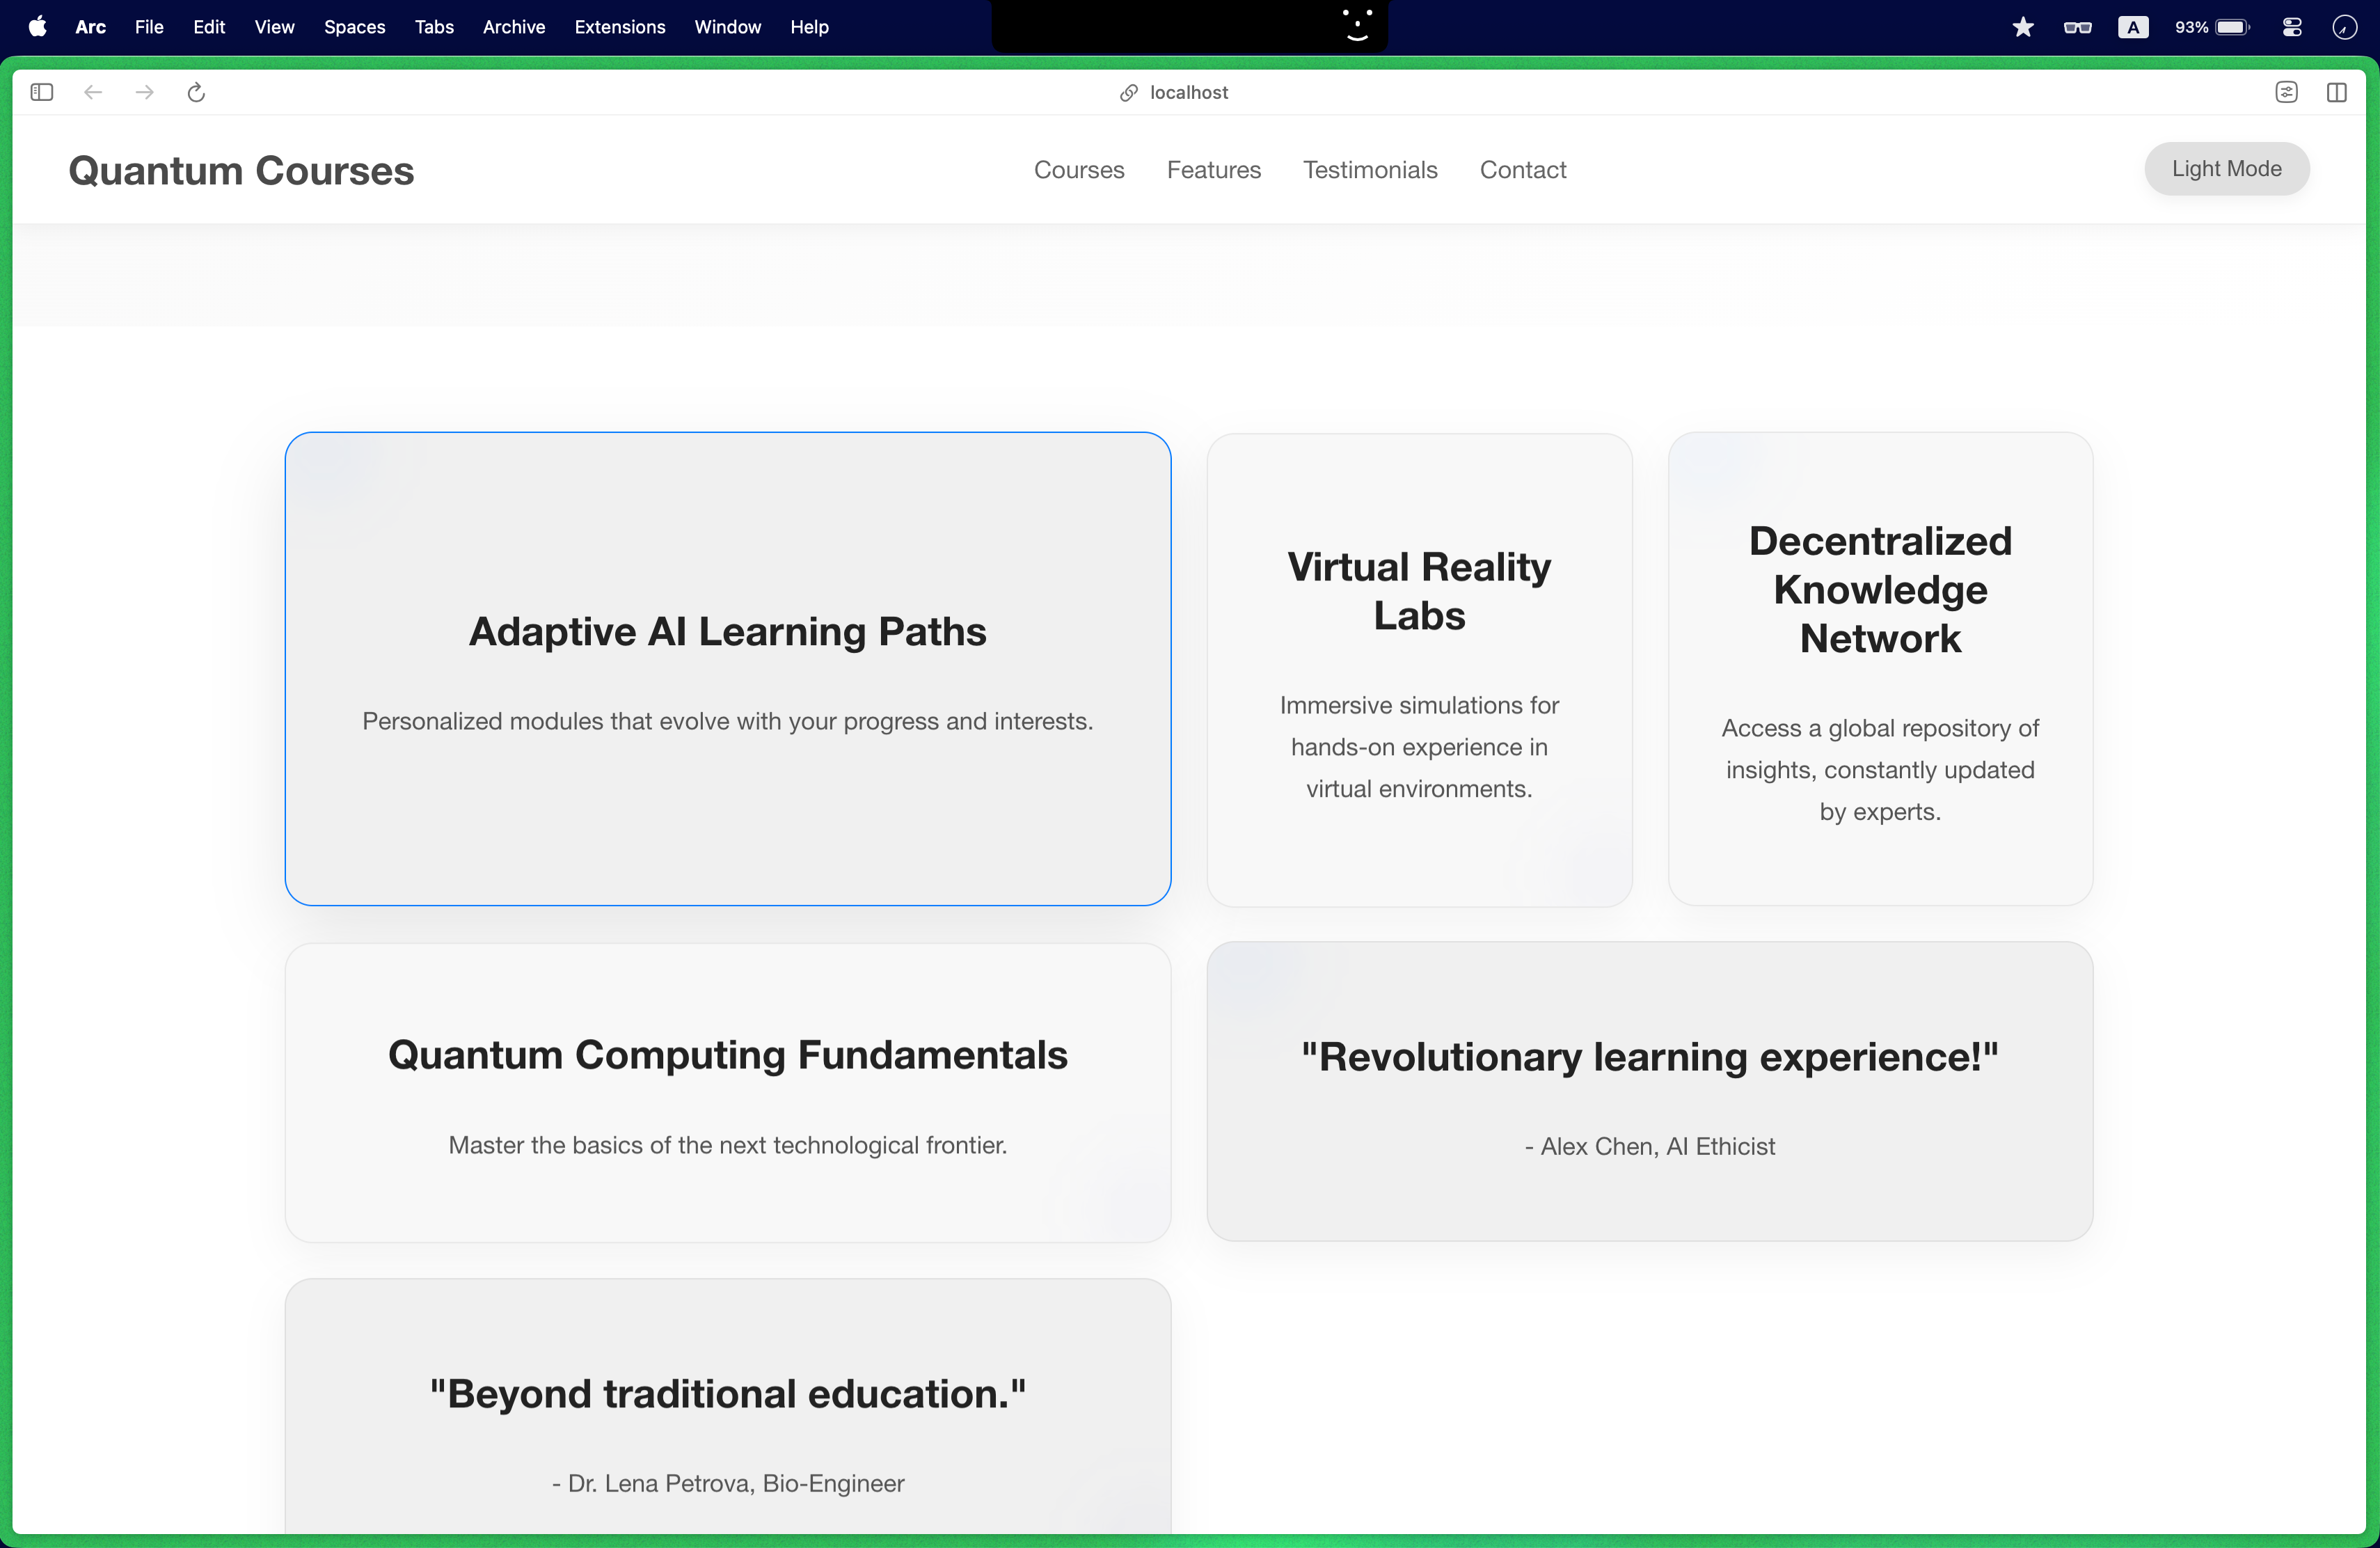 Arc File Edit View Spaces Tabs Archive Extensions Window Help
A 93%
localhost
Quantum Courses
Courses Features Testimonials Contact
Light Mode
Adaptive AI Learning Paths
Personalized modules that evolve with your progress and interests.
Virtual Reality
Labs
Immersive simulations for
hands-on experience in
virtual environments.
Decentralized
Knowledge
Network
Access a global repository of
insights, constantly updated
by experts.
Quantum Computing Fundamentals
Master the basics of the next technological frontier.
"Revolutionary learning experience!"
- Alex Chen, AI Ethicist
"Beyond traditional education."
- Dr. Lena Petrova, Bio-Engineer